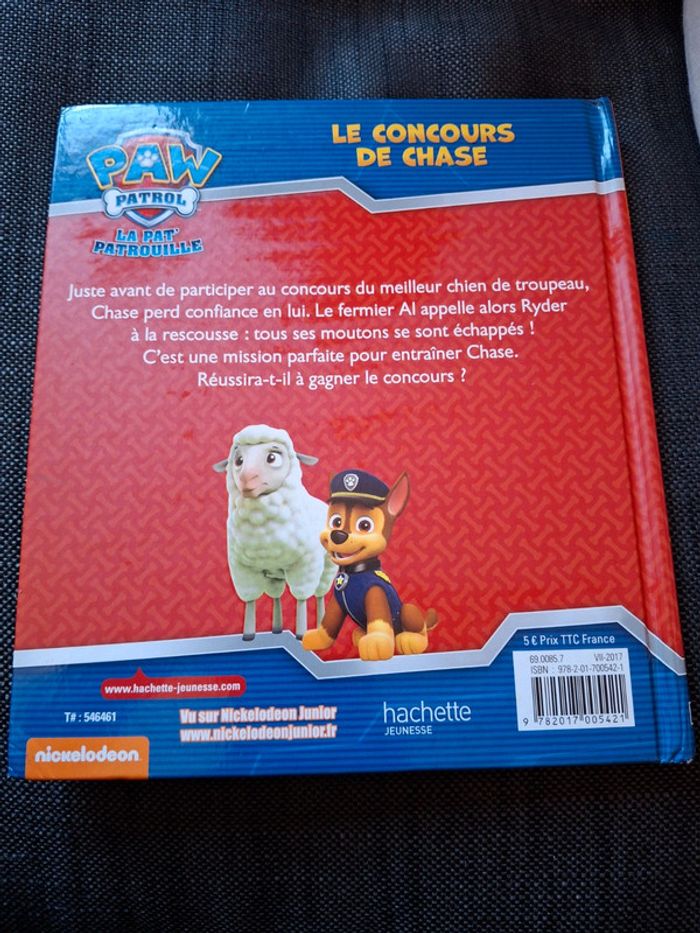 LE CONCOURS
DE CHASE
PAW
PATROL
LA PAT'
PATROUILLE
Juste avant de participer au concours du meilleur chien de troupeau,
Chase perd confiance en lui. Le fermier Al appelle alors Ryder
à la rescousse : tous ses moutons se sont échappés !
C'est une mission parfaite pour entraîner Chase.
Réussira-t-il à gagner le concours ?
5 € Prix TTC France
69.0085.7 VII-2017
ISBN : 978-2-01-700542-1
9 782017 005421
www.hachette-jeunesse.com
T# : 546461
Vu sur Nickelodeon Junior
www.nickelodeonjunior.fr
hachette
JEUNESSE
nickelodeon